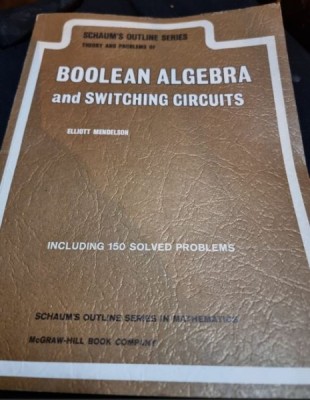 SCHAUM'S OUTLINE SERIES
THEORY AND PROBLEMS OF
BOOLEAN ALGEBRA
and SWITCHING CIRCUITS
ELLIOTT MENDELSON
INCLUDING 150 SOLVED PROBLEMS
SCHAUM'S OUTLINE SERIES IN MATHEMATICS
McGRAW-HILL BOOK COMPANY